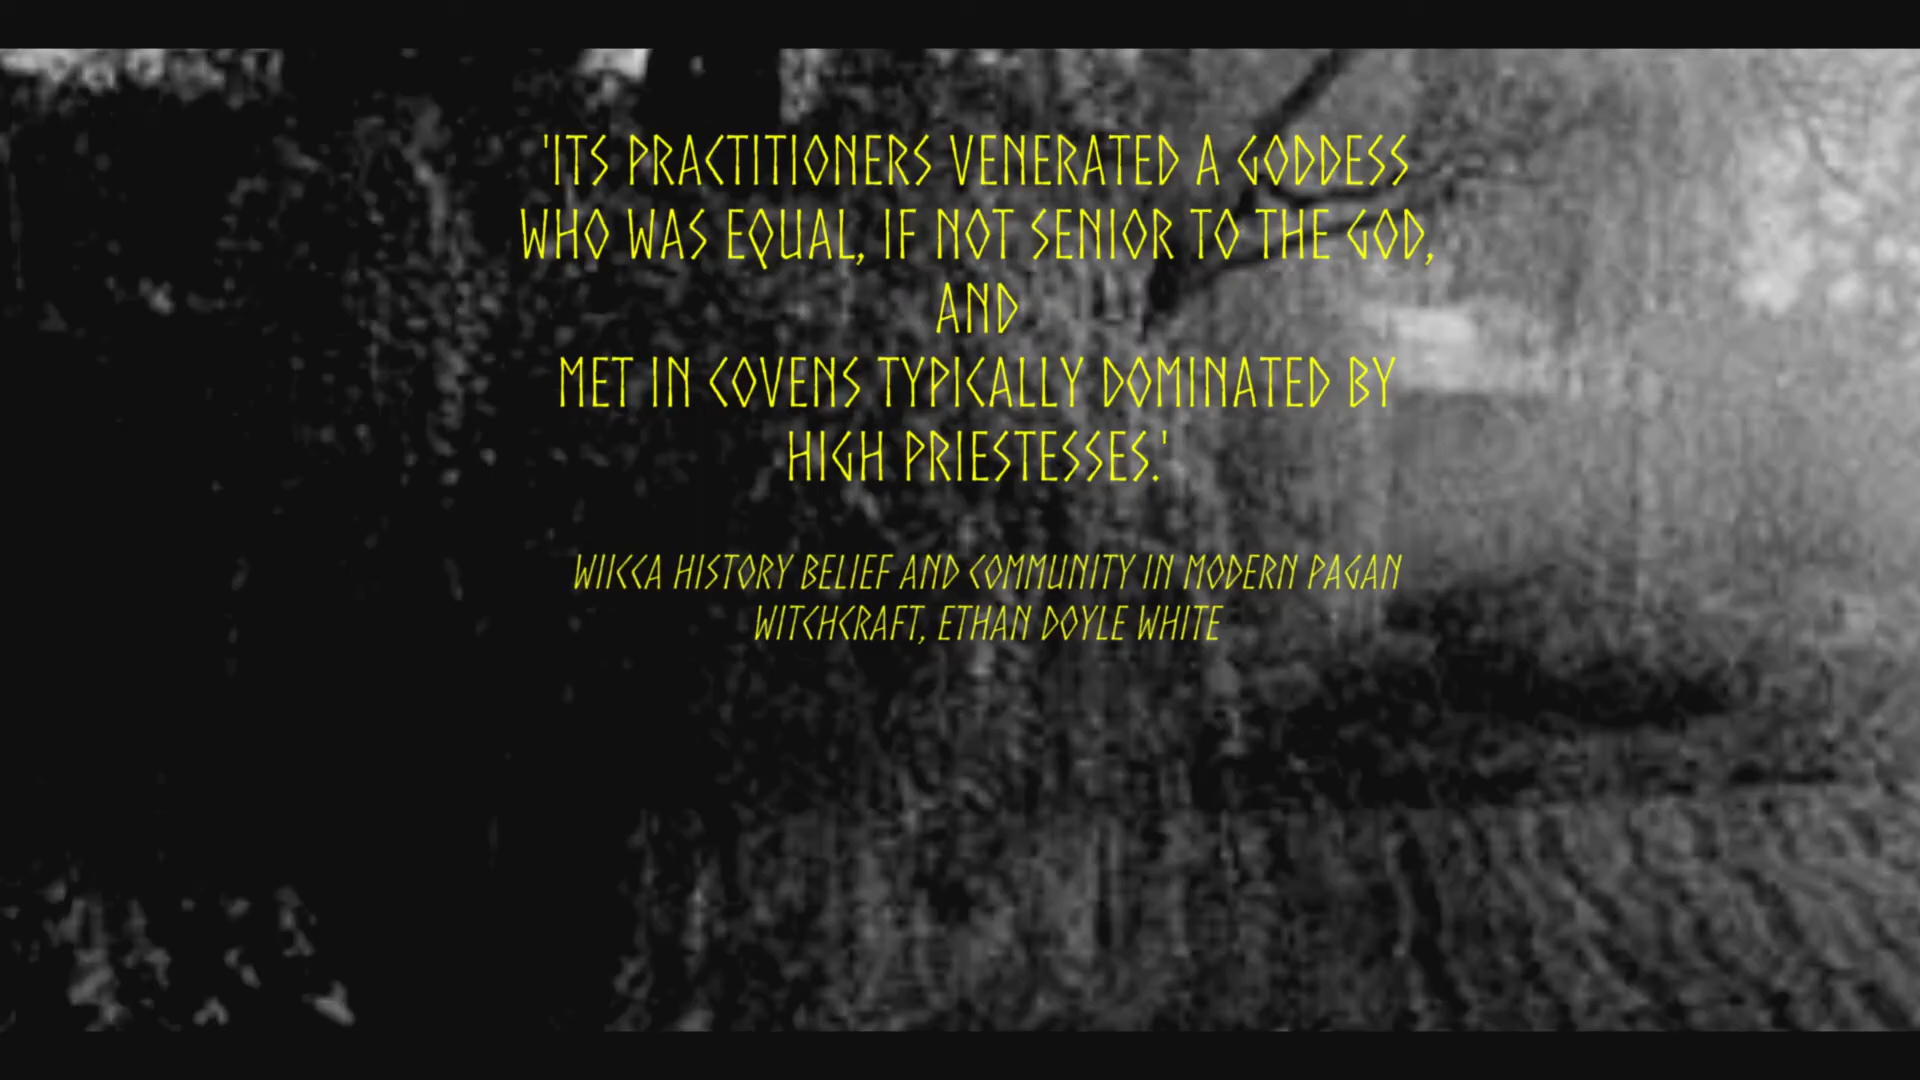 'ITS PRACTITIONERS VENERATED A GODDESS
WHO WAS EQUAL, IF NOT SENIOR TO THE GOD,
AND
MET IN COVENS TYPICALLY DOMINATED BY
HIGH PRIESTESSES.'
WIICCA HISTORY BELIEF AND COMMUNITY IN MODERN PAGAN
WITCHCRAFT, ETHAN DOYLE WHITE